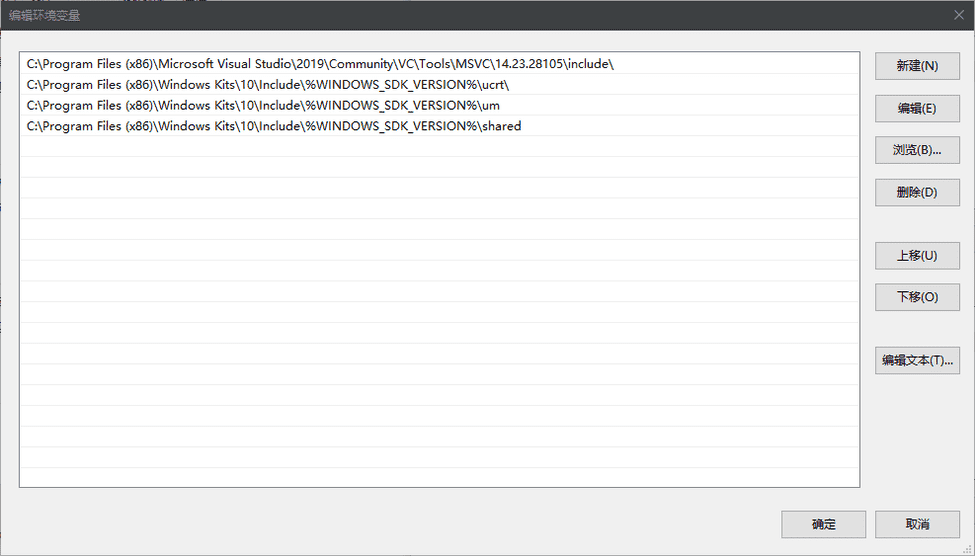 编辑环境变量
C:\Program Files (x86)\Microsoft Visual Studio\2019\Community\VC\Tools\MSVC\14.23.28105\include\
C:\Program Files (x86)\Windows Kits\10\Include\%WINDOWS_SDK_VERSION%\ucrt\
C:\Program Files (x86)\Windows Kits\10\Include\%WINDOWS_SDK_VERSION%\um
C:\Program Files (x86)\Windows Kits\10\Include\%WINDOWS_SDK_VERSION%\shared
新建(N)
编辑(E)
浏览(B)...
删除(D)
上移(U)
下移(O)
编辑文本(T)...
确定
取消